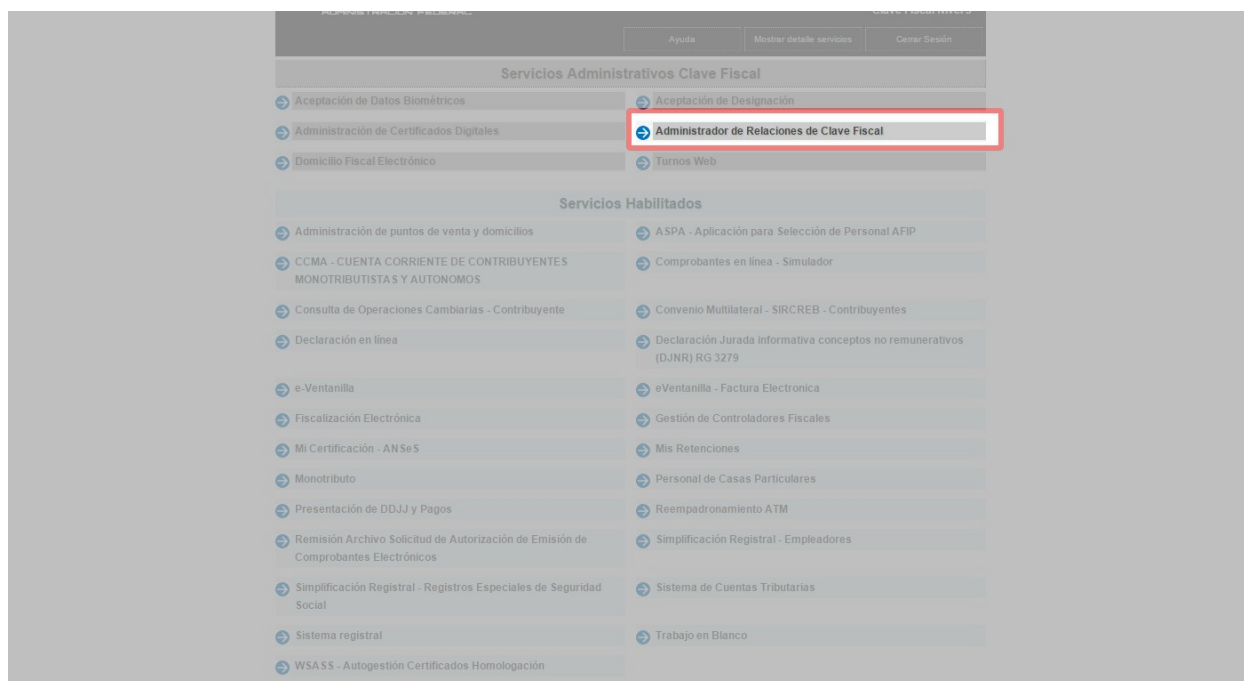 ADMINISTRACIÓN FEDERAL
Clave Fiscal Nivel 3
Ayuda
Mostrar detalle servicios
Cerrar Sesión
Servicios Administrativos Clave Fiscal
Aceptación de Datos Biométricos
Aceptación de Designación
Administración de Certificados Digitales
Administrador de Relaciones de Clave Fiscal
Domicilio Fiscal Electrónico
Turnos Web
Servicios Habilitados
Administración de puntos de venta y domicilios
ASPA - Aplicación para Selección de Personal AFIP
CCMA - CUENTA CORRIENTE DE CONTRIBUYENTES
MONOTRIBUTISTAS Y AUTONOMOS
Comprobantes en línea - Simulador
Consulta de Operaciones Cambiarias - Contribuyente
Convenio Multilateral - SIRCREB - Contribuyentes
Declaración en línea
Declaración Jurada informativa conceptos no remunerativos
(DJNR) RG 3279
e-Ventanilla
eVentanilla - Factura Electronica
Fiscalización Electrónica
Gestión de Controladores Fiscales
Mi Certificación - ANSeS
Mis Retenciones
Monotributo
Personal de Casas Particulares
Presentación de DDJJ y Pagos
Reempadronamiento ATM
Remisión Archivo Solicitud de Autorización de Emisión de
Comprobantes Electrónicos
Simplificación Registral - Empleadores
Simplificación Registral - Registros Especiales de Seguridad
Social
Sistema de Cuentas Tributarias
Sistema registral
Trabajo en Blanco
WSASS - Autogestión Certificados Homologación